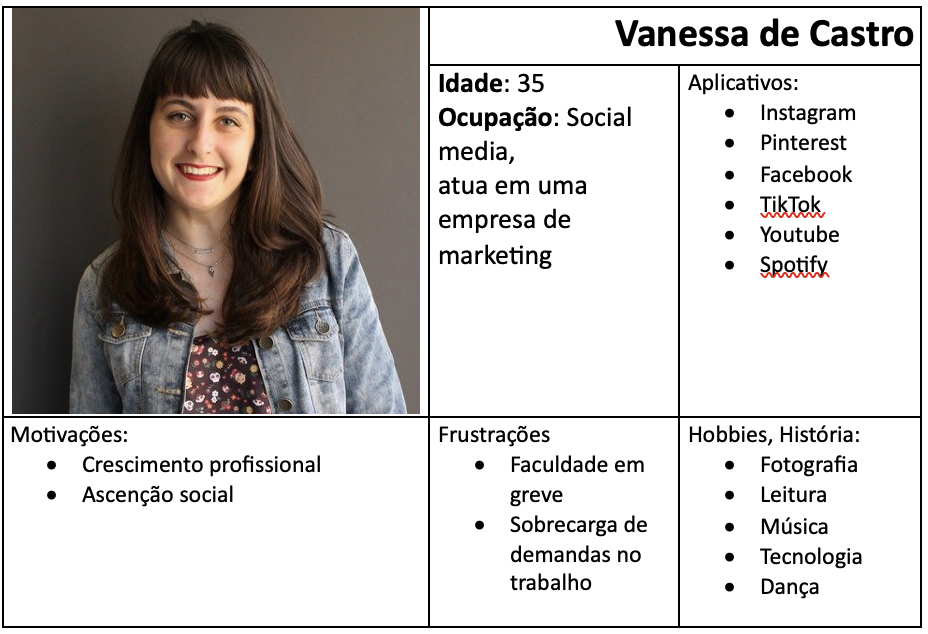 Vanessa de Castro
Idade: 35
Ocupação: Social
media,
atua em uma
empresa de
marketing
Aplicativos:
• Instagram
• Pinterest
• Facebook
• TikTok
• Youtube
• Spotify
Motivações:
• Crescimento profissional
• Ascenção social
Frustrações
• Faculdade em
greve
• Sobrecarga de
demandas no
trabalho
Hobbies, História:
• Fotografia
• Leitura
• Música
• Tecnologia
• Dança